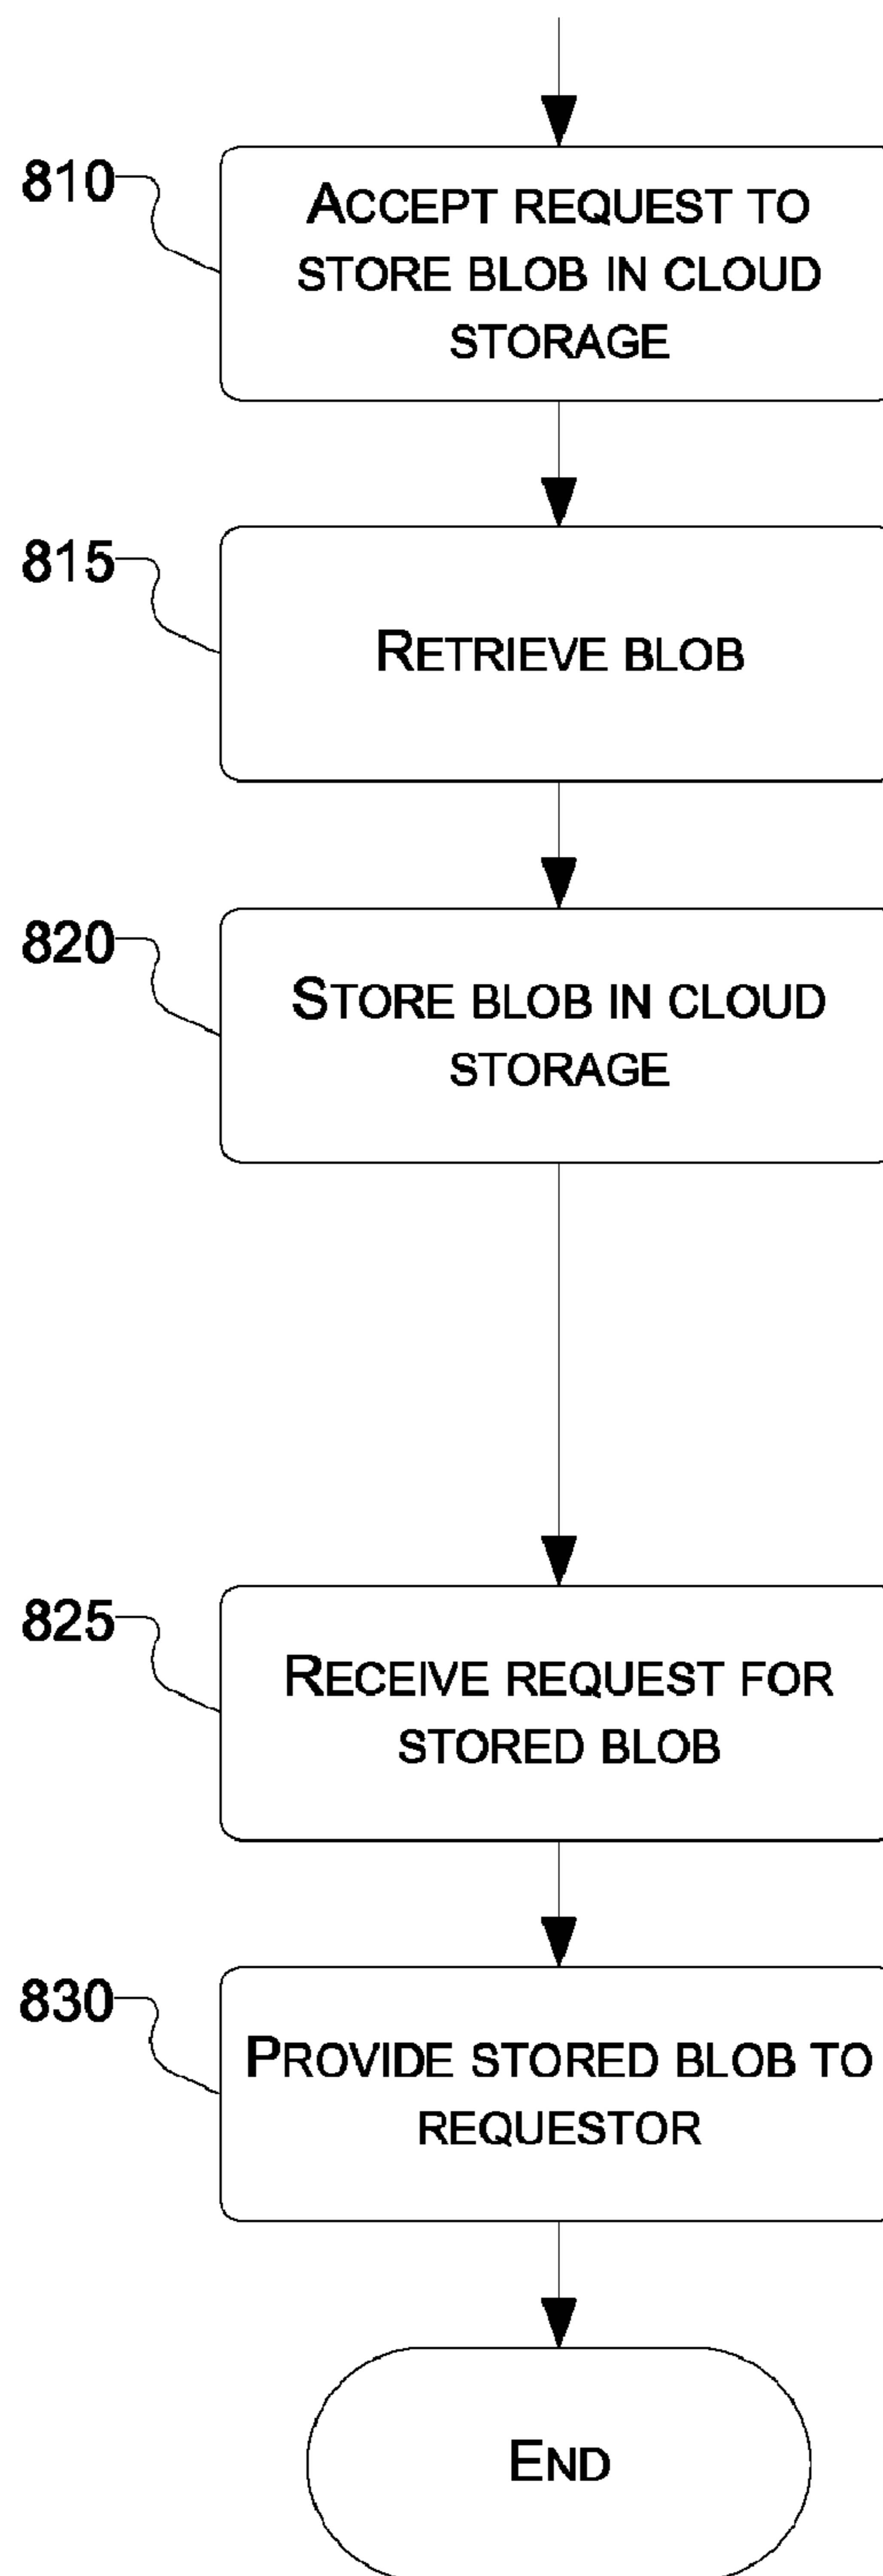 810
ACCEPT REQUEST TO
STORE BLOB IN CLOUD
STORAGE
815
RETRIEVE BLOB
820
STORE BLOB IN CLOUD
STORAGE
825
RECEIVE REQUEST FOR
STORED BLOB
830
PROVIDE STORED BLOB TO
REQUESTOR
END